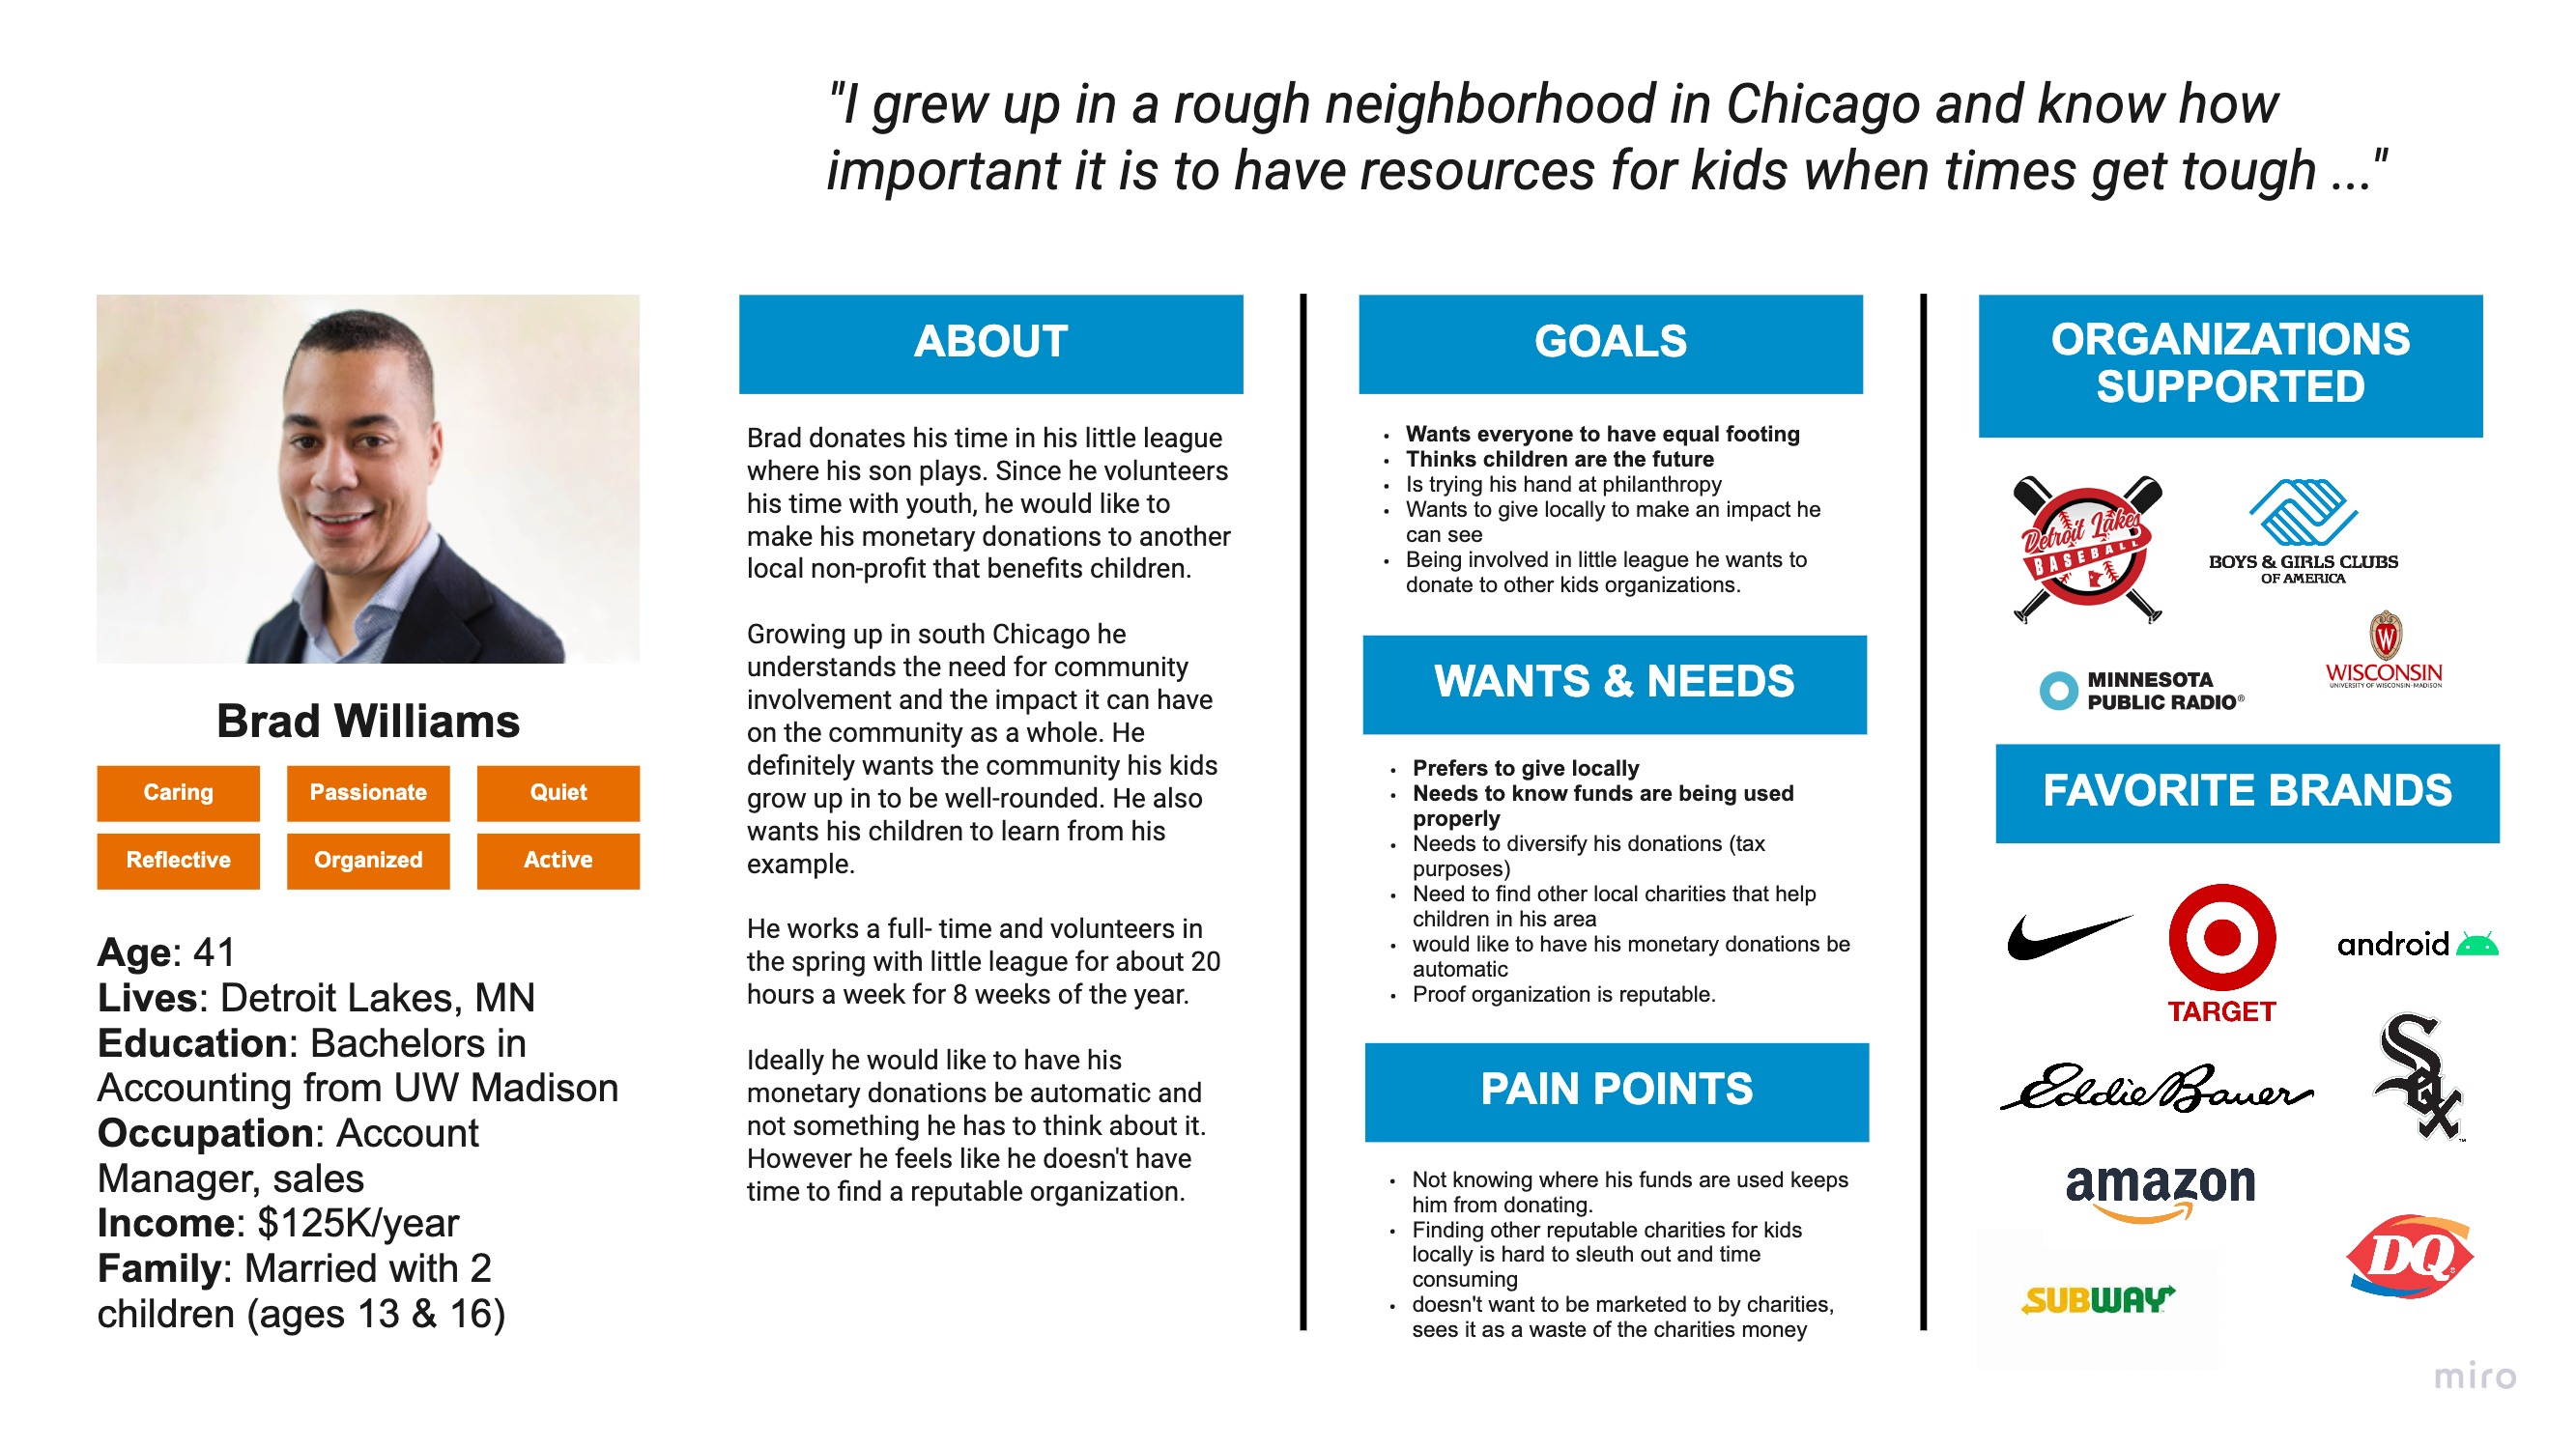 "I grew up in a rough neighborhood in Chicago and know how
important it is to have resources for kids when times get tough ..."
Brad Williams
Caring
Passionate
Quiet
Reflective
Organized
Active
Age: 41
Lives: Detroit Lakes, MN
Education: Bachelors in
Accounting from UW Madison
Occupation: Account
Manager, sales
Income: $125K/year
Family: Married with 2
children (ages 13 & 16)
ABOUT
Brad donates his time in his little league
where his son plays. Since he volunteers
his time with youth, he would like to
make his monetary donations to another
local non-profit that benefits children.
Growing up in south Chicago he
understands the need for community
involvement and the impact it can have
on the community as a whole. He
definitely wants the community his kids
grow up in to be well-rounded. He also
wants his children to learn from his
example.
He works a full- time and volunteers in
the spring with little league for about 20
hours a week for 8 weeks of the year.
Ideally he would like to have his
monetary donations be automatic and
not something he has to think about it.
However he feels like he doesn't have
time to find a reputable organization.
GOALS
• Wants everyone to have equal footing
• Thinks children are the future
• Is trying his hand at philanthropy
• Wants to give locally to make an impact he
can see
• Being involved in little league he wants to
donate to other kids organizations.
WANTS & NEEDS
• Prefers to give locally
• Needs to know funds are being used
properly
• Needs to diversify his donations (tax
purposes)
• Need to find other local charities that help
children in his area
• would like to have his monetary donations be
automatic
• Proof organization is reputable.
PAIN POINTS
• Not knowing where his funds are used keeps
him from donating.
• Finding other reputable charities for kids
locally is hard to sleuth out and time
consuming
• doesn't want to be marketed to by charities,
sees it as a waste of the charities money
ORGANIZATIONS
SUPPORTED
Detroit Lakes
BASEBALL
BOYS & GIRLS CLUBS
OF AMERICA
MINNESOTA
PUBLIC RADIO®
W
WISCONSIN
UNIVERSITY OF WISCONSIN-MADISON
FAVORITE BRANDS
TARGET
android
Eddie Bauer
Sox™
amazon
DQ®
SUBWAY
miro